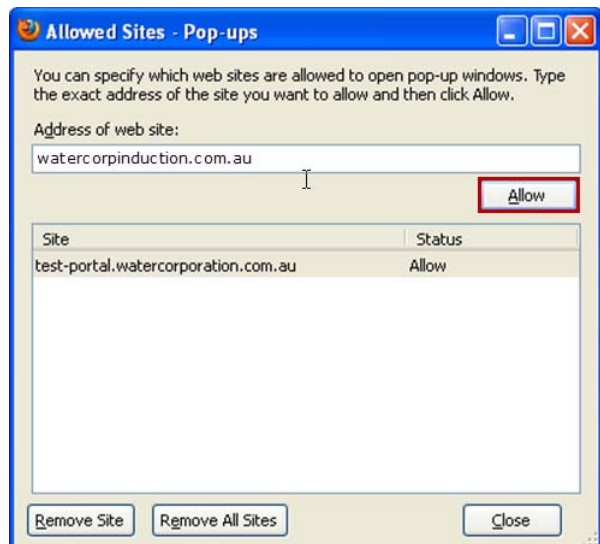 Allowed Sites - Pop-ups
You can specify which web sites are allowed to open pop-up windows. Type
the exact address of the site you want to allow and then click Allow.
Address of web site:
watercorpinduction.com.au
Allow
Site Status
test-portal.watercorporation.com.au Allow
Remove Site Remove All Sites Close